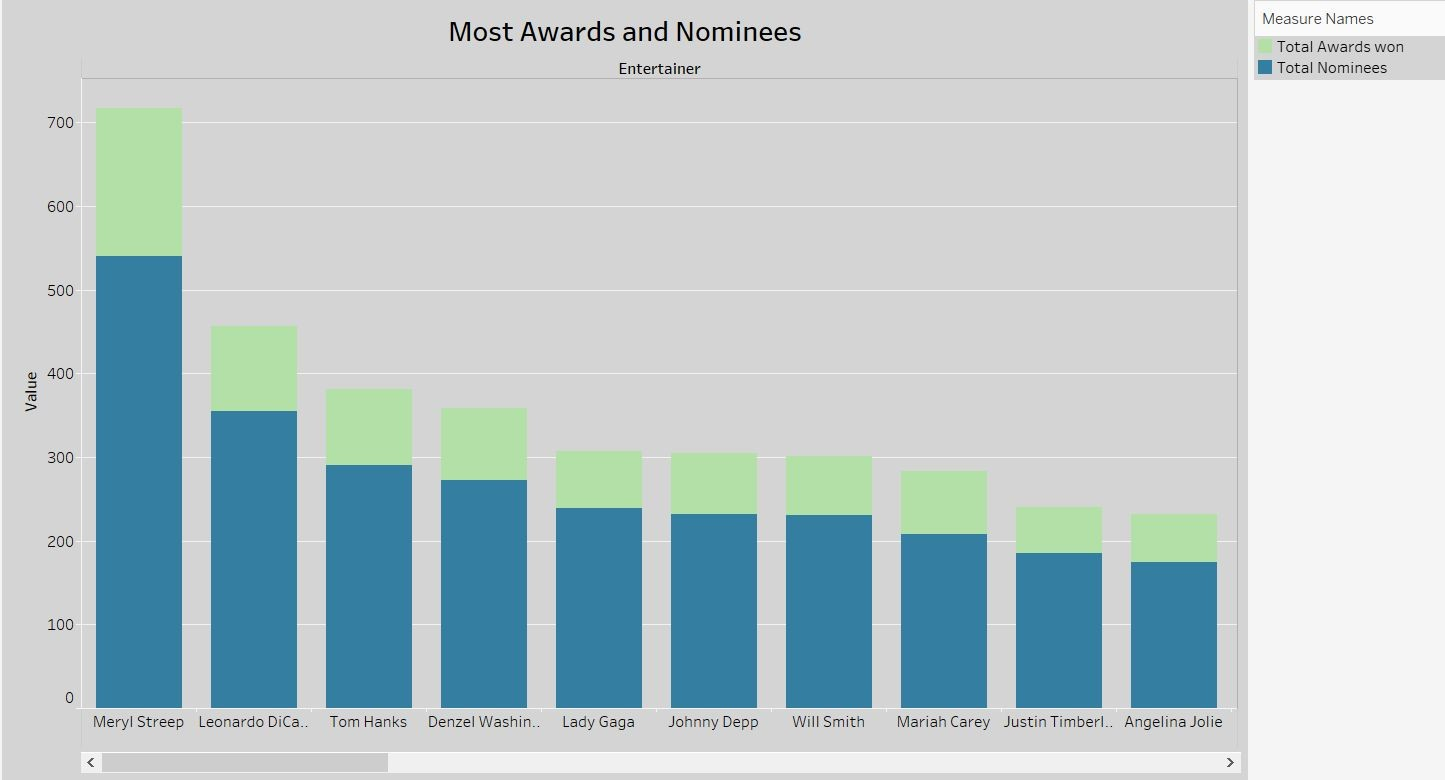 Most Awards and Nominees
Measure Names
Total Awards won
Total Nominees
Entertainer
Value
700
600
500
400
300
200
100
0
Meryl Streep
Leonardo DiCa..
Tom Hanks
Denzel Washin..
Lady Gaga
Johnny Depp
Will Smith
Mariah Carey
Justin Timberl..
Angelina Jolie